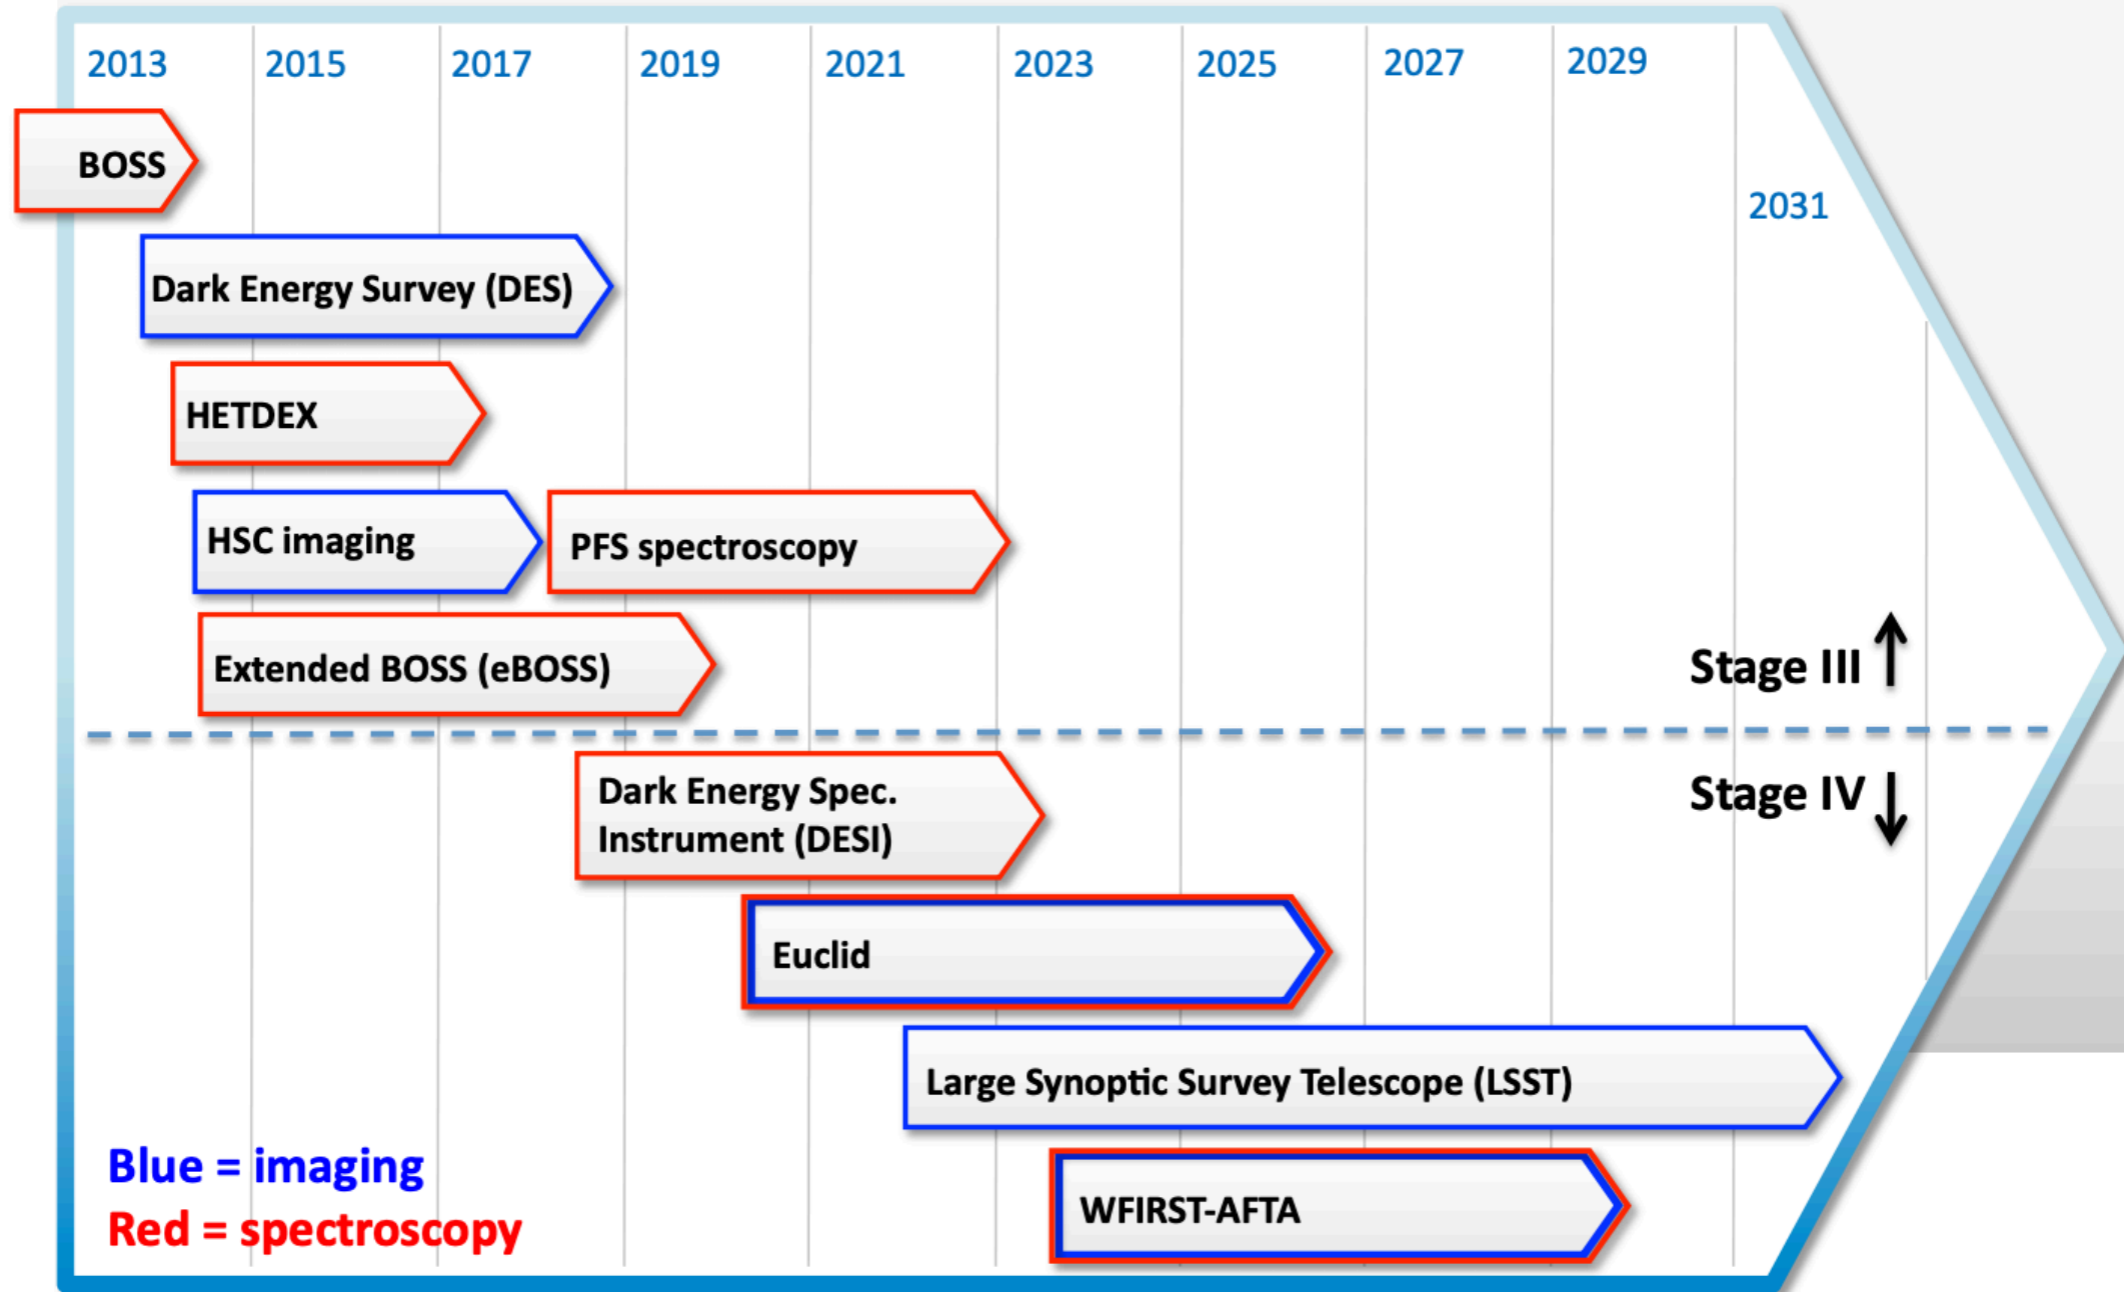 2013 2015 2017 2019 2021 2023 2025 2027 2029
BOSS
2031
Dark Energy Survey (DES)
HETDEX
HSC imaging
PFS spectroscopy
Extended BOSS (eBOSS)
Stage III
Dark Energy Spec.
Instrument (DESI)
Stage IV
Euclid
Large Synoptic Survey Telescope (LSST)
WFIRST-AFTA
Blue = imaging
Red = spectroscopy